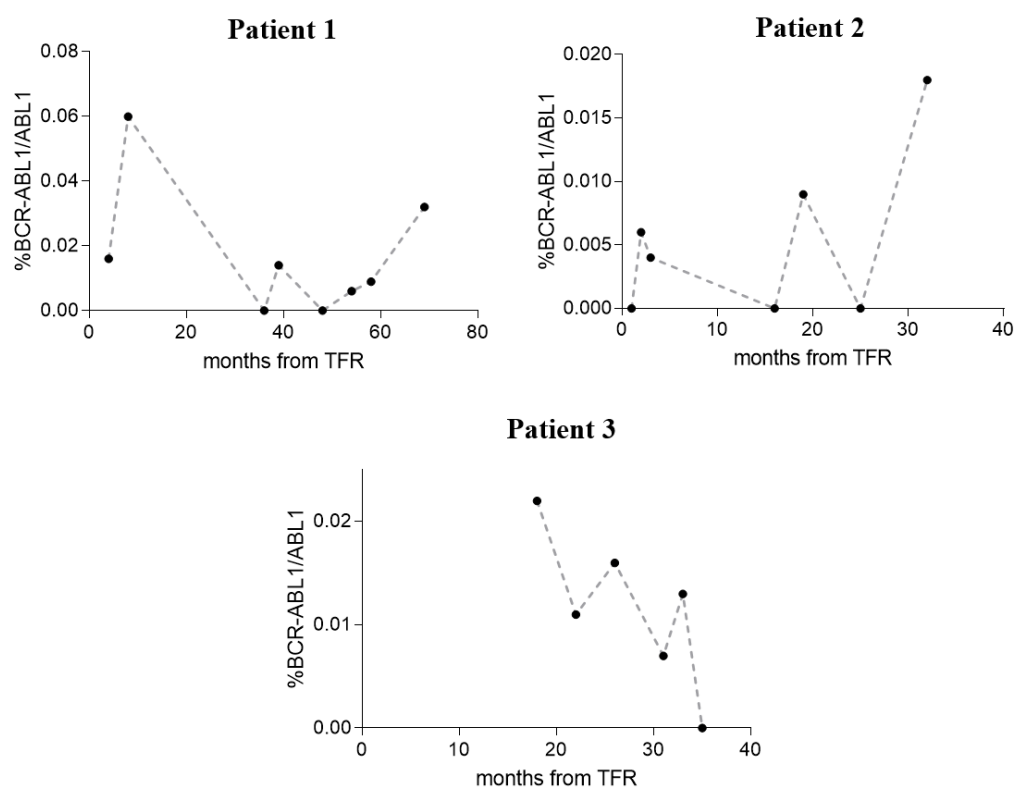 Patient 1
%BCR-ABL1/ABL1
0.08
0.06
0.04
0.02
0.00
0 20 40 60 80
months from TFR
Patient 2
%BCR-ABL1/ABL1
0.020
0.015
0.010
0.005
0.000
0 10 20 30 40
months from TFR
Patient 3
%BCR-ABL1/ABL1
0.02
0.01
0.00
0 10 20 30 40
months from TFR